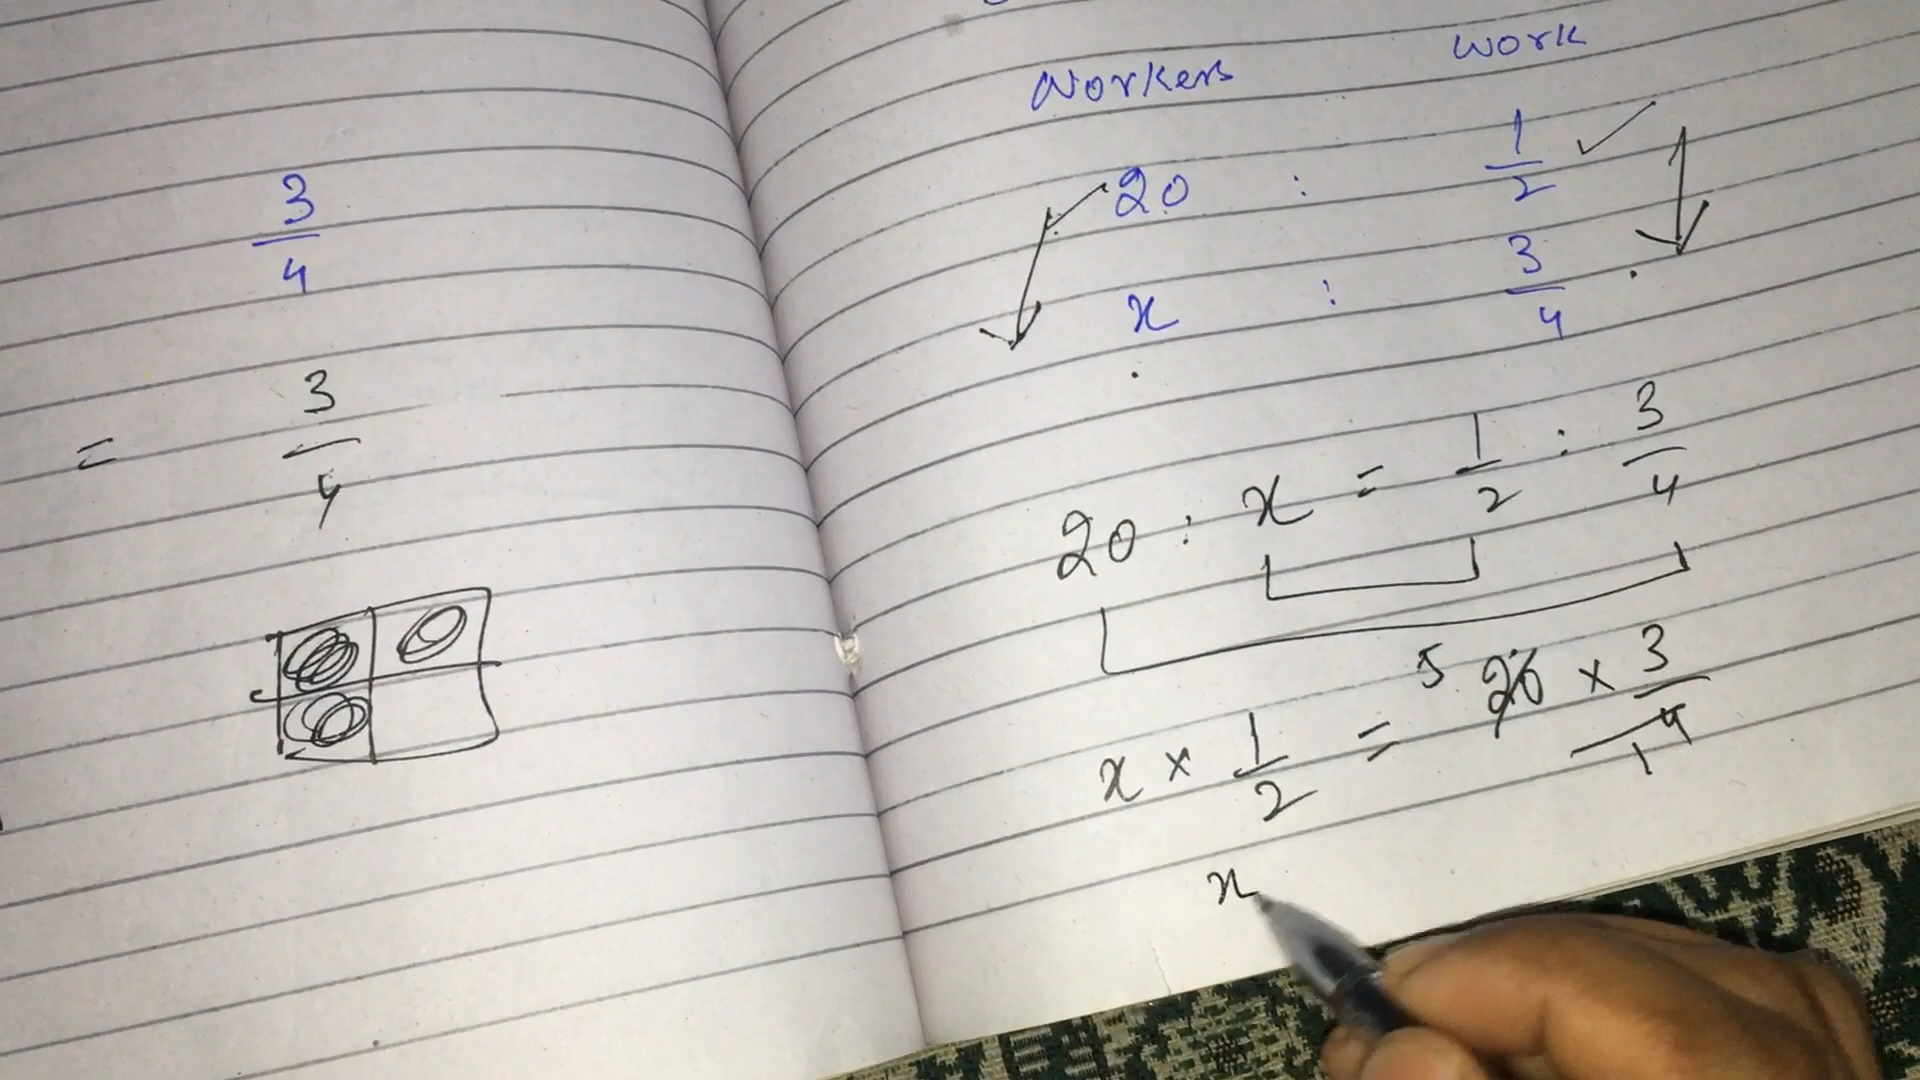 3/4
= 3/4
Workers Work
20 : 1/2 ✓
x : 3/4
20 : x = 1/2 : 3/4
x × 1/2 = 5 20 × 3/4 1
x